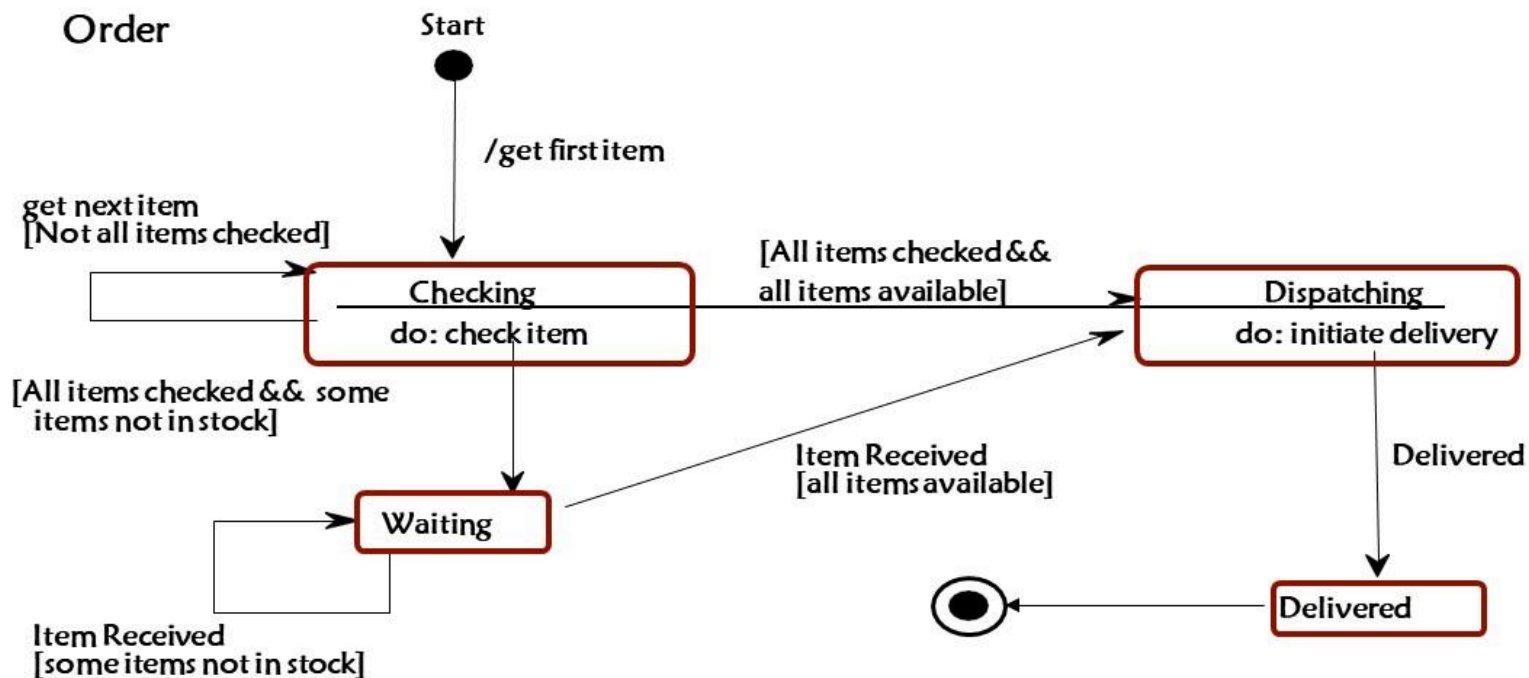 Order
Start
/get first item
get next item
[Not all items checked]
[All items checked &&
all items available]
Checking
do: check item
Dispatching
do: initiate delivery
[All items checked && some
items not in stock]
Item Received
[all items available]
Delivered
Waiting
Delivered
Item Received
[some items not in stock]